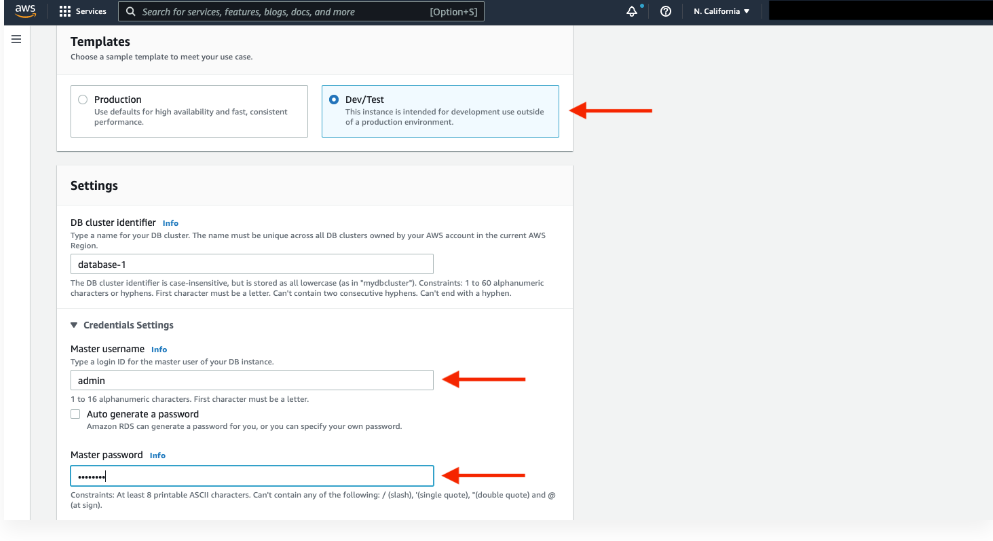 aws Services Search for services, features, blogs, docs, and more [Option+S] N. California
Templates
Choose a sample template to meet your use case.
Production
Use defaults for high availability and fast, consistent
performance.
Dev/Test
This instance is intended for development use outside
of a production environment.
Settings
DB cluster identifier Info
Type a name for your DB cluster. The name must be unique across all DB clusters owned by your AWS account in the current AWS
Region.
database-1
The DB cluster identifier is case-insensitive, but is stored as all lowercase (as in "mydbcluster"). Constraints: 1 to 60 alphanumeric
characters or hyphens. First character must be a letter. Can't contain two consecutive hyphens. Can't end with a hyphen.
Credentials Settings
Master username Info
Type a login ID for the master user of your DB instance.
admin
1 to 16 alphanumeric characters. First character must be a letter.
Auto generate a password
Amazon RDS can generate a password for you, or you can specify your own password.
Master password Info
••••••••
Constraints: At least 8 printable ASCII characters. Can't contain any of the following: / (slash), '(single quote), "(double quote) and @
(at sign).